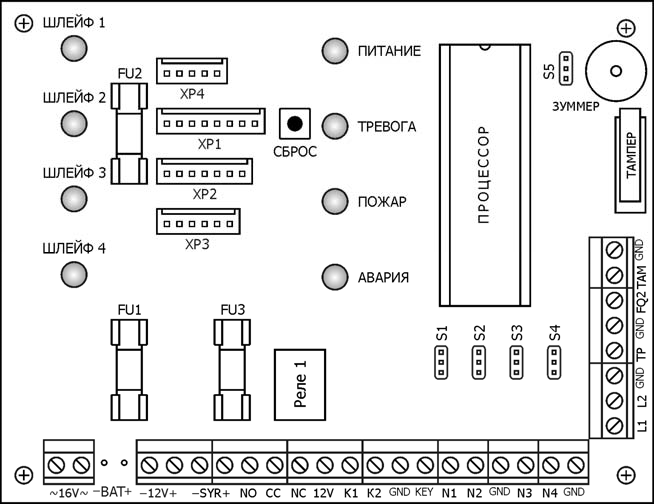 ШЛЕЙФ 1
ПИТАНИЕ
FU2
S5
XP4
ЗУММЕР
ШЛЕЙФ 2
ТРЕВОГА
XP1
СБРОС
ПРОЦЕССОР
ТАМПЕР
ШЛЕЙФ 3
XP2
ПОЖАР
XP3
ШЛЕЙФ 4
АВАРИЯ
GND
TAM
FQ2
GND
TP
GND
L2
L1
FU1
FU3
S1 S2 S3 S4
Реле 1
~16V~ –BAT+ –12V+ –SYR+ NO CC NC 12V K1 K2 GND KEY N1 N2 GND N3 N4 GND